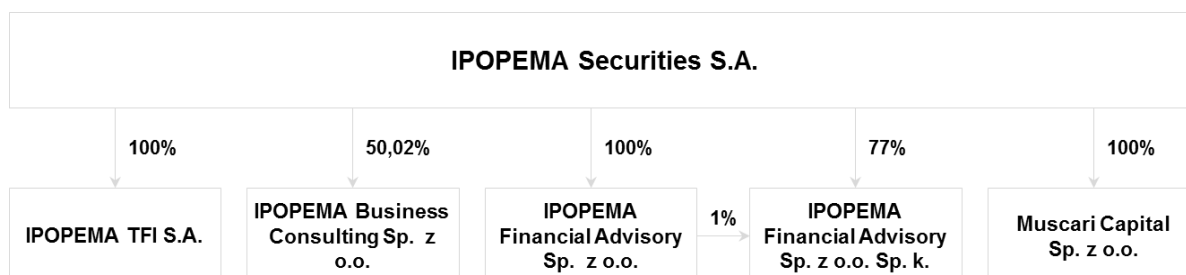 IPOPEMA Securities S.A.
100%
50,02%
100%
77%
100%
IPOPEMA TFI S.A.
IPOPEMA Business
Consulting Sp. z
o.o.
IPOPEMA
Financial Advisory
Sp. z o.o.
1%
IPOPEMA
Financial Advisory
Sp. z o.o. Sp. k.
Muscari Capital
Sp. z o.o.